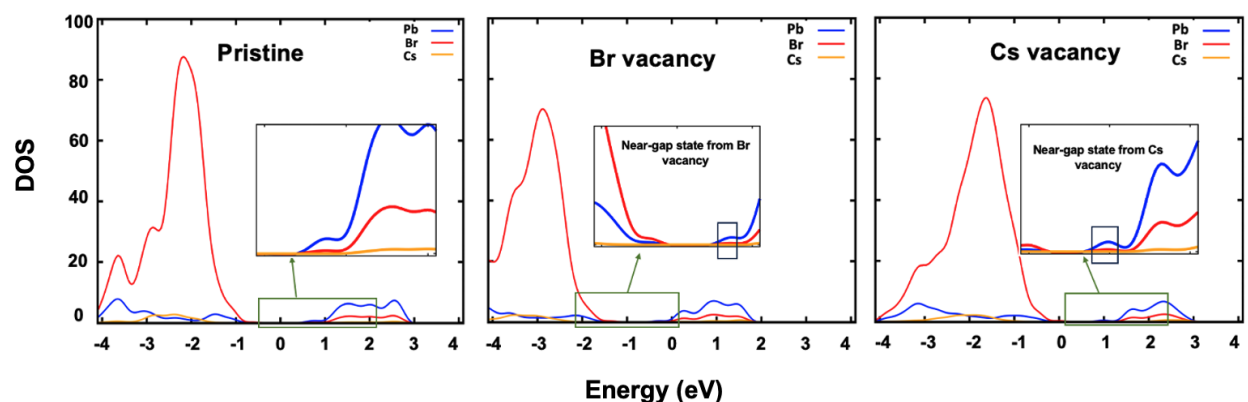 DOS
100
80
60
40
20
0
Pristine
Pb
Br
Cs
-4 -3 -2 -1 0 1 2 3 4
Br vacancy
Pb
Br
Cs
Near-gap state from Br
vacancy
-4 -3 -2 -1 0 1 2 3 4
Cs vacancy
Pb
Br
Cs
Near-gap state from Cs
vacancy
-4 -3 -2 -1 0 1 2 3 4
Energy (eV)